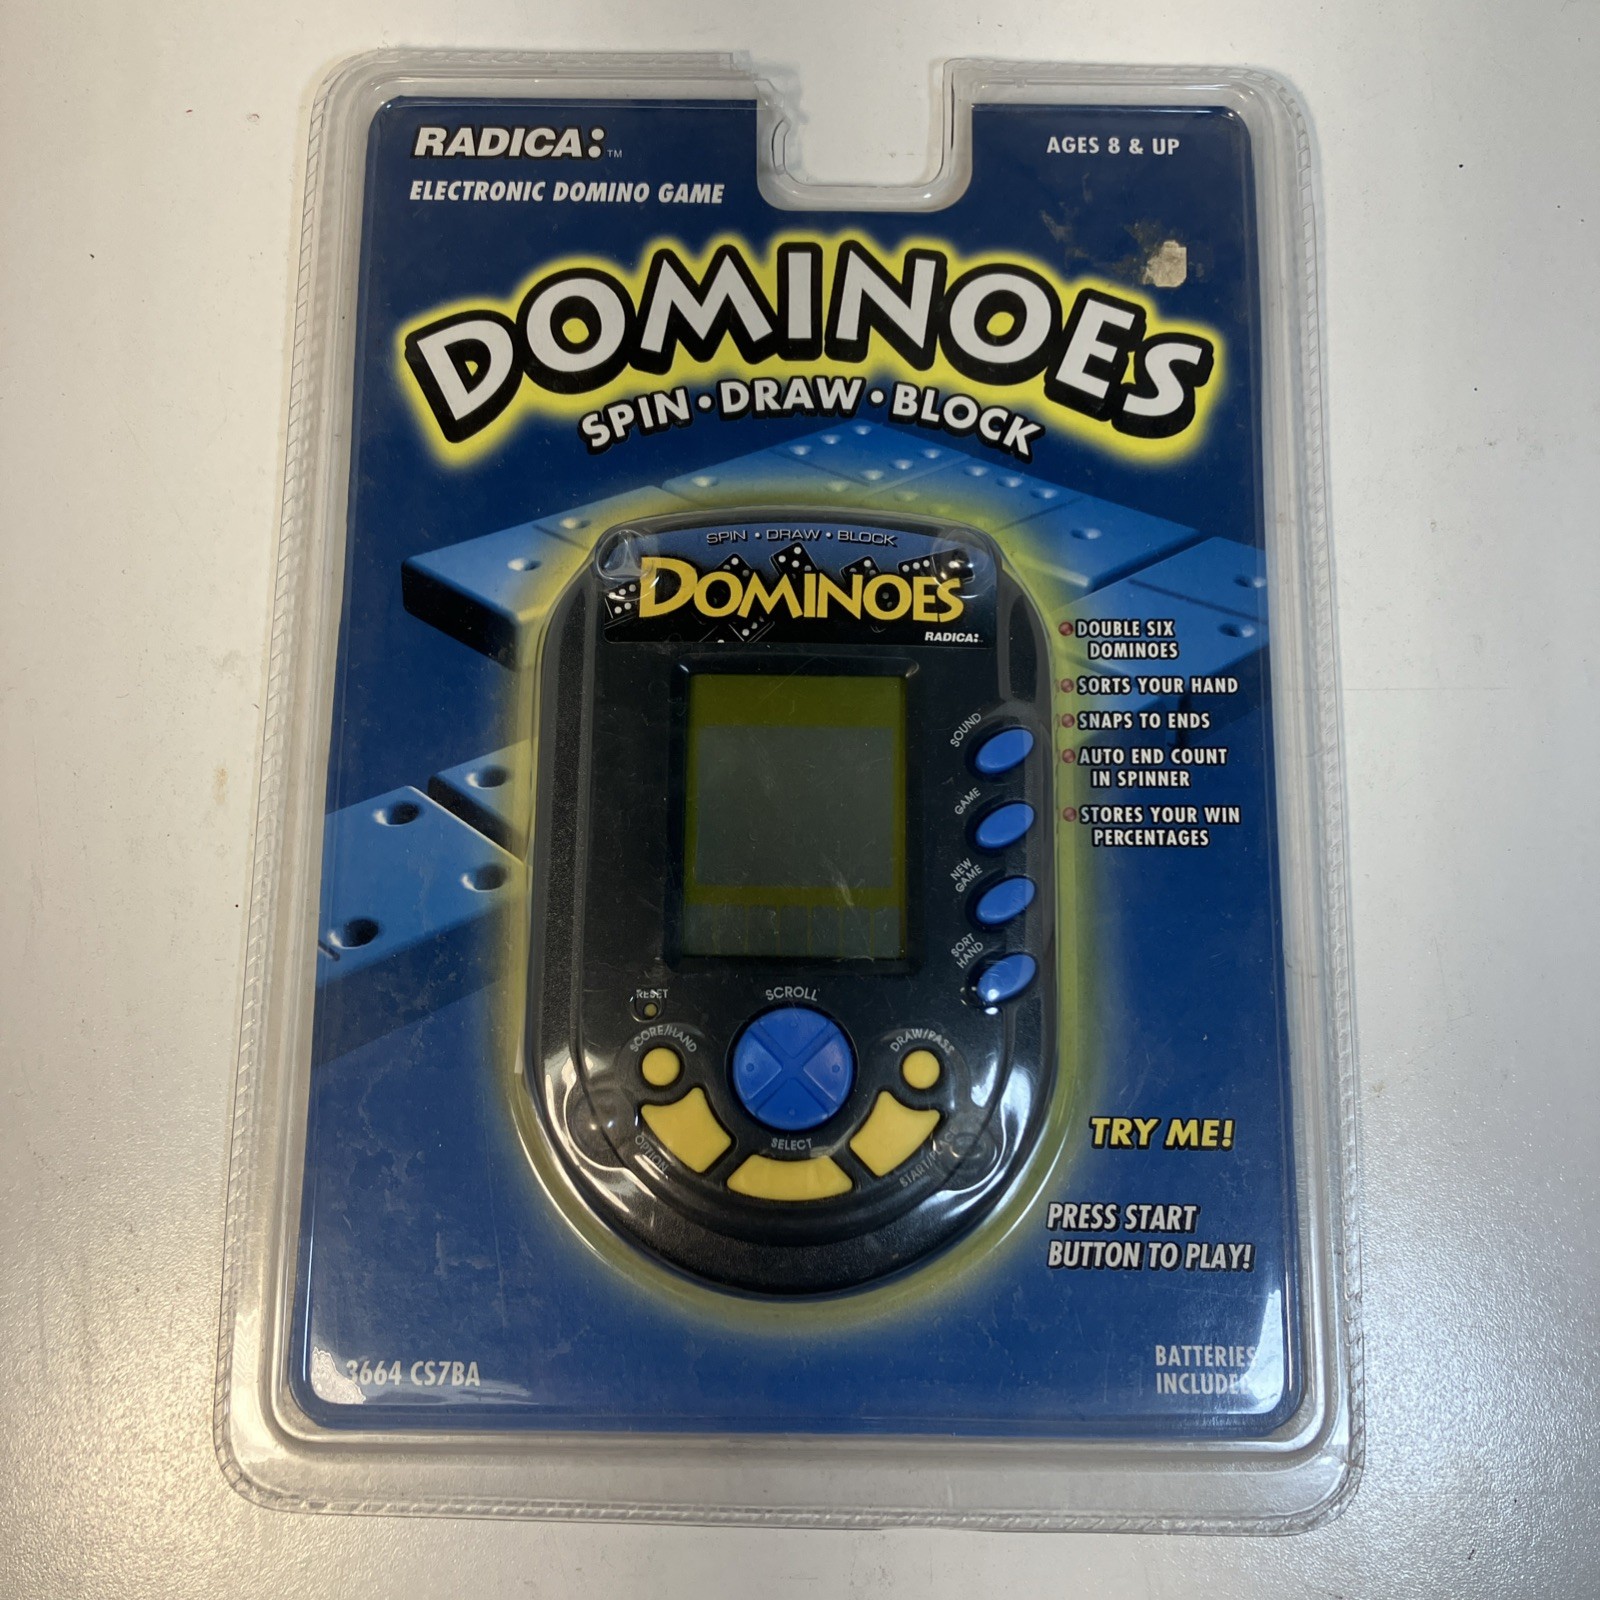 RADICA:™
AGES 8 & UP
ELECTRONIC DOMINO GAME
DOMINOES
SPIN • DRAW • BLOCK
SPIN • DRAW • BLOCK
DOMINOES
RADICA:
DOUBLE SIX
DOMINOES
SORTS YOUR HAND
SNAPS TO ENDS
AUTO END COUNT
IN SPINNER
STORES YOUR WIN
PERCENTAGES
SOUND
GAME
NEW
GAME
SORT
HAND
RESET
SCROLL
SCORE/HAND
DRAW/PASS
SELECT
OPTION
TRY ME!
PRESS START
BUTTON TO PLAY!
3664 CS7BA
BATTERIES
INCLUDED